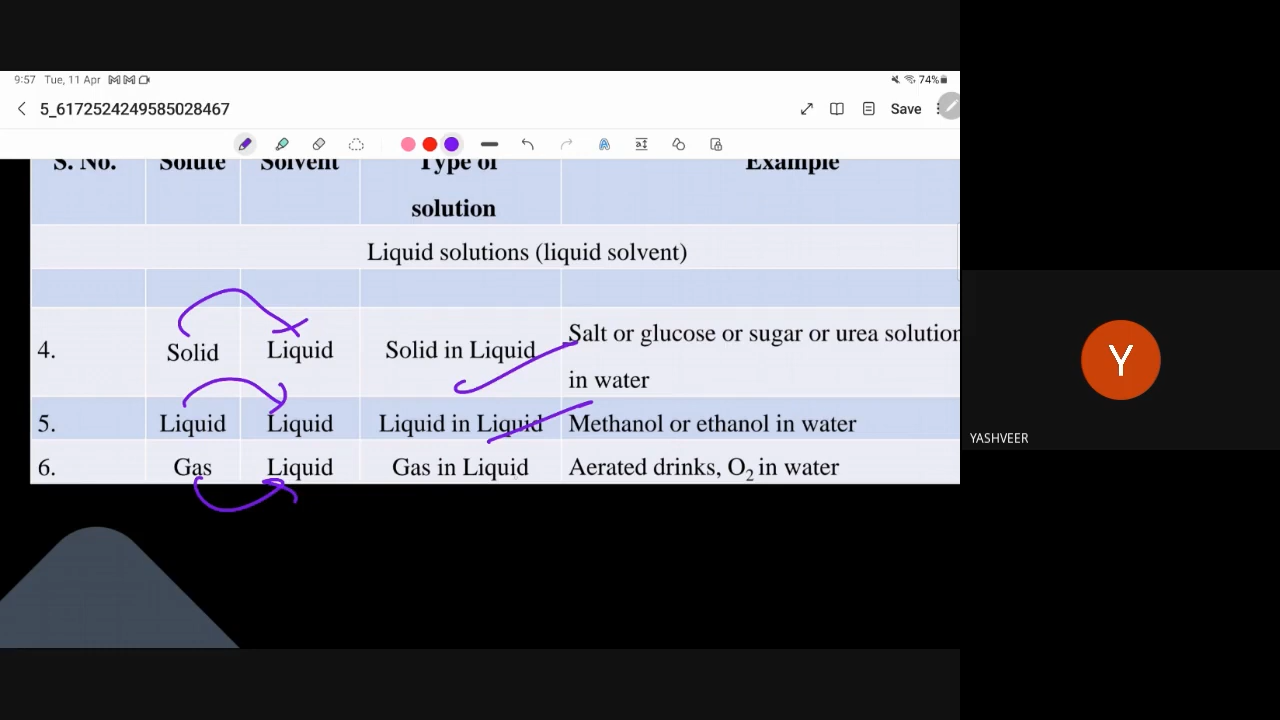 9:57 Tue, 11 Apr 74%
5_6172524249585028467 Save
S. No. Solute Solvent Type of solution Example
Liquid solutions (liquid solvent)
4. Solid Liquid Solid in Liquid Salt or glucose or sugar or urea solution
in water
5. Liquid Liquid Liquid in Liquid Methanol or ethanol in water
6. Gas Liquid Gas in Liquid Aerated drinks, O2 in water
Y
YASHVEER